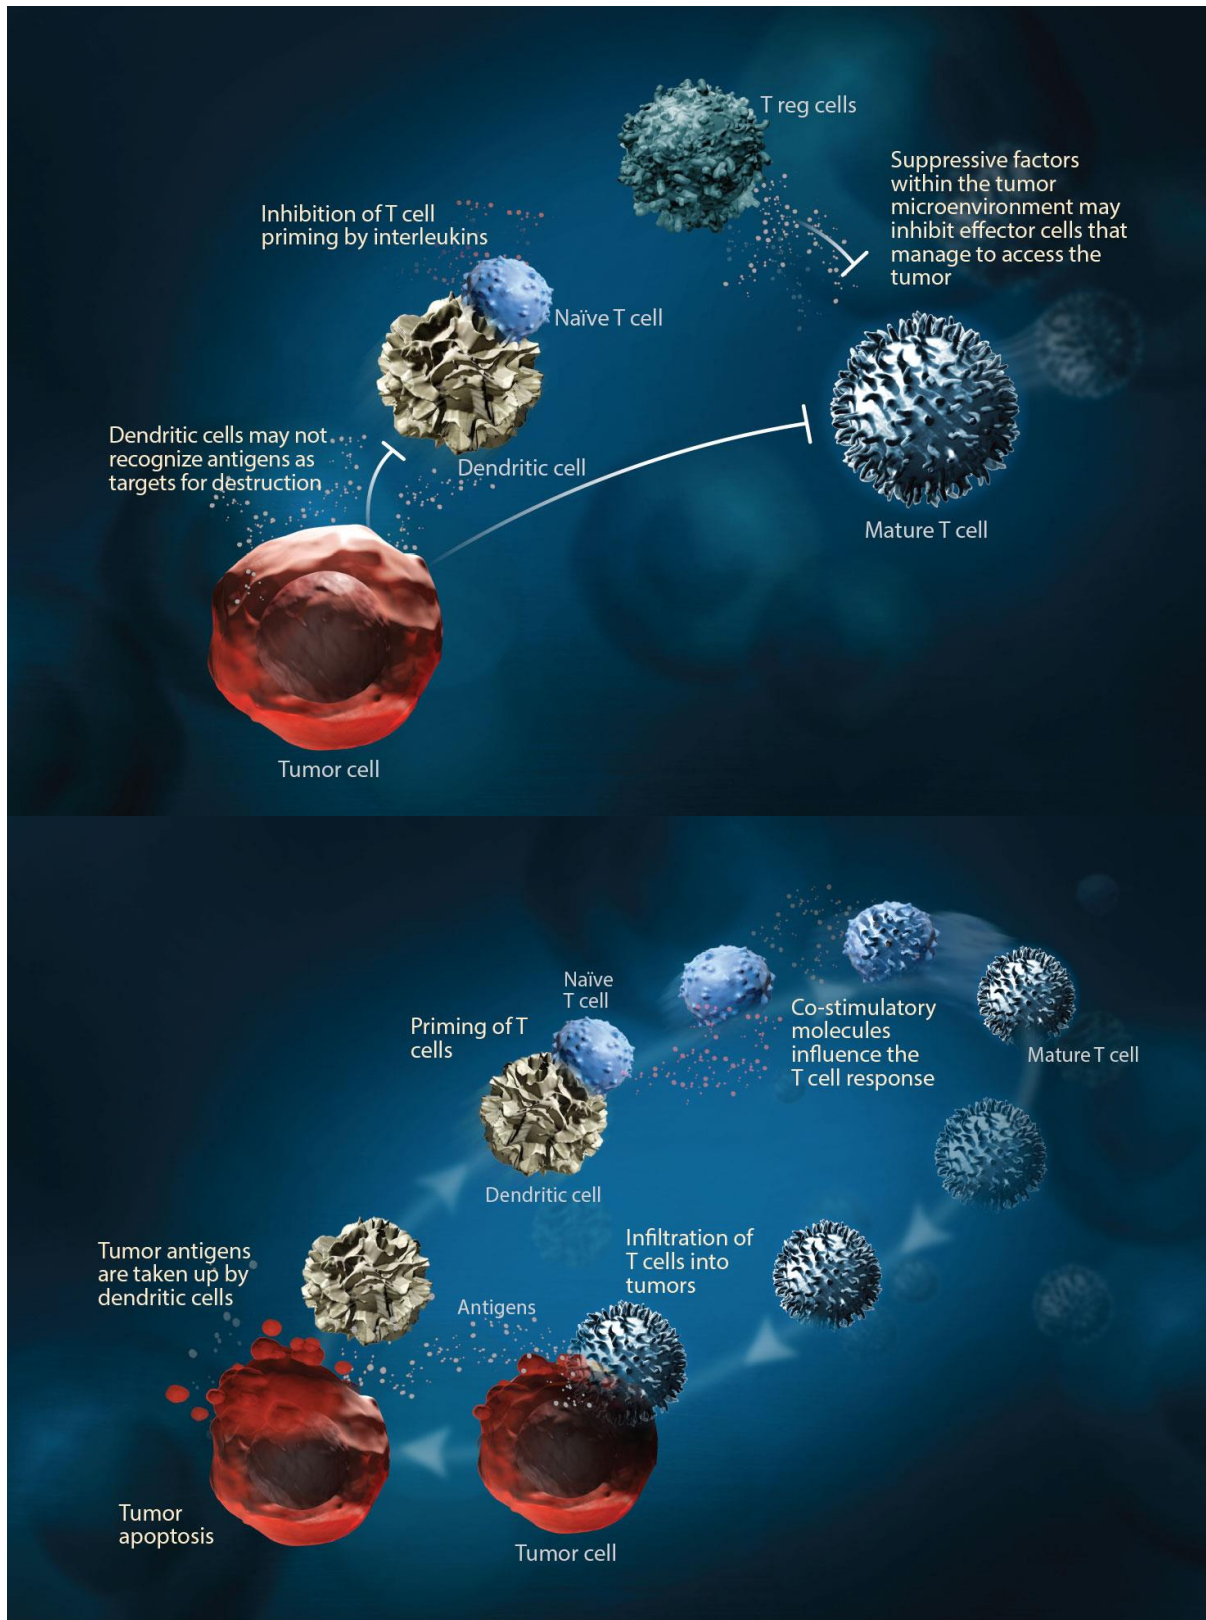 T reg cells
Suppressive factors
within the tumor
microenvironment may
inhibit effector cells that
manage to access the
tumor
Inhibition of T cell
priming by interleukins
Naïve T cell
Dendritic cells may not
recognize antigens as
targets for destruction
Dendritic cell
Mature T cell
Tumor cell
Naïve
T cell
Priming of T
cells
Co-stimulatory
molecules
influence the
T cell response
Mature T cell
Dendritic cell
Tumor antigens
are taken up by
dendritic cells
Infiltration of
T cells into
tumors
Antigens
Tumor
apoptosis
Tumor cell